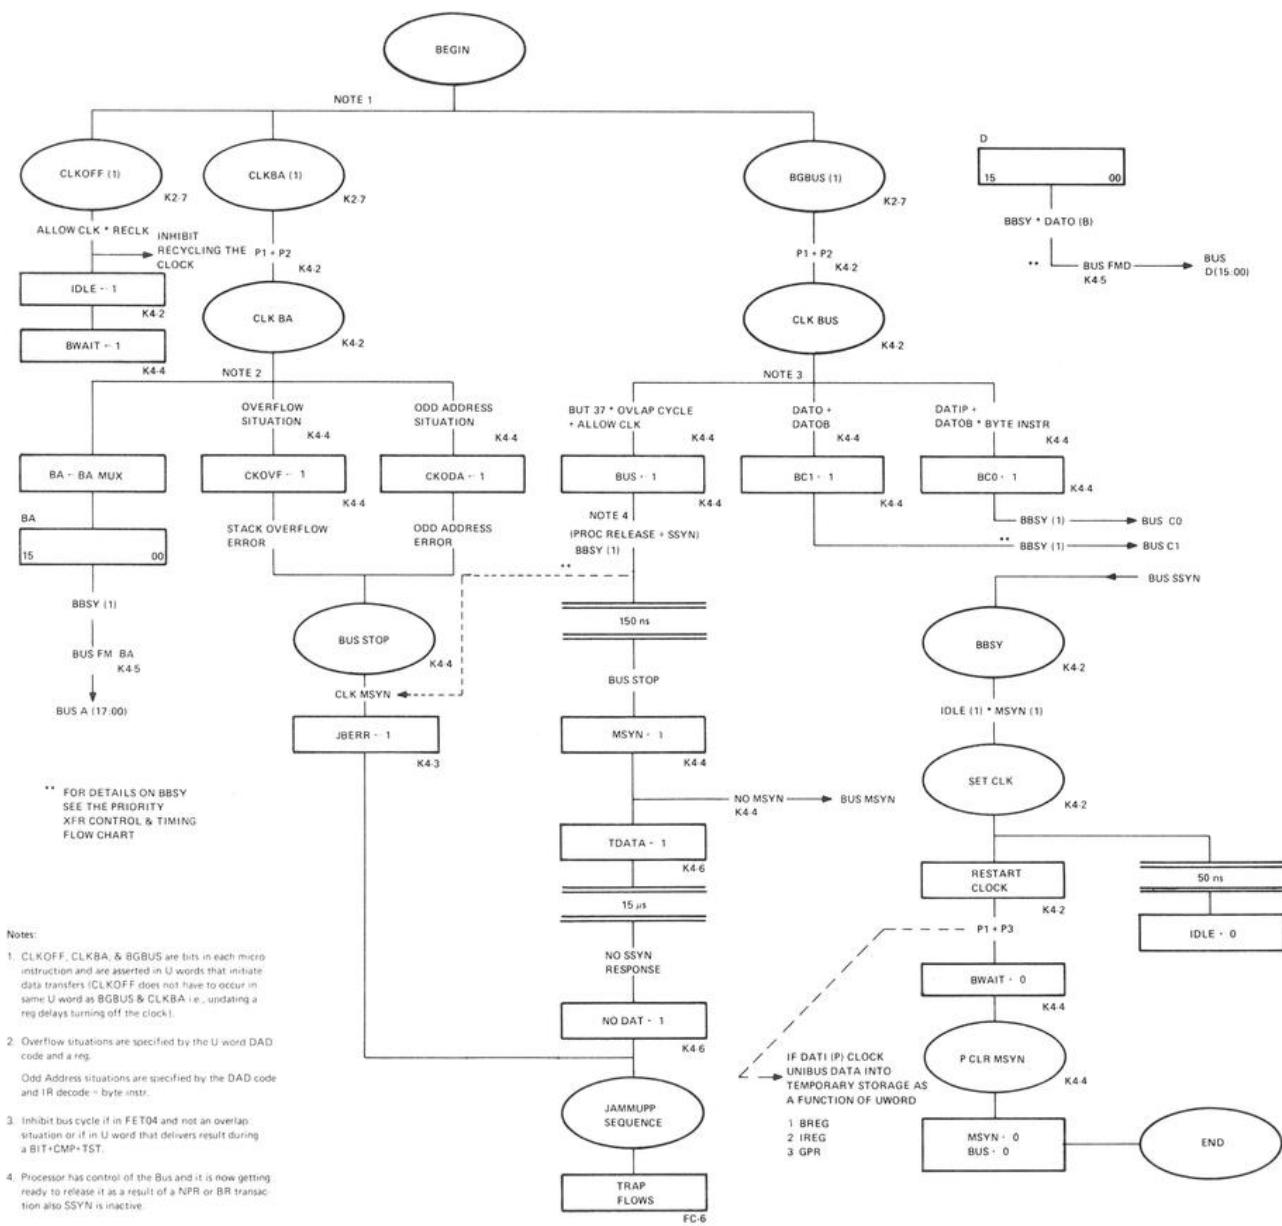 BEGIN
NOTE 1
CLKOFF (1)
K2-7
CLKBA (1)
K2-7
BGBUS (1)
K2-7
D
15 00
ALLOW CLK * RECLK
INHIBIT
RECYCLING THE
CLOCK
P1 + P2
K4-2
P1 + P2
K4-2
BBSY * DATO (B)
** BUS FMD
K4-5
BUS
D(15:00)
IDLE ← 1
K4-2
BWAIT ← 1
K4-4
CLK BA
K4-2
CLK BUS
K4-2
NOTE 2
NOTE 3
OVERFLOW
SITUATION
K4-4
ODD ADDRESS
SITUATION
K4-4
BUT 37 * OVLAP CYCLE
+ ALLOW CLK
K4-4
DATO +
DATOB
K4-4
DATIP +
DATOB * BYTE INSTR
K4-4
BA ← BA MUX
CKOVF ← 1
K4-4
CKODA ← 1
K4-4
BUS ← 1
K4-4
BC1 ← 1
K4-4
BC0 ← 1
K4-4
BA
15 00
STACK OVERFLOW
ERROR
ODD ADDRESS
ERROR
NOTE 4
(PROC RELEASE + SSYN)
BBSY (1)
**
BBSY (1)
BUS C0
** BBSY (1)
BUS C1
BUS SSYN
BBSY (1)
BUS FM BA
K4-5
BUS A (17:00)
BUS STOP
K4-4
150 ns
BBSY
K4-2
CLK MSYN
BUS STOP
IDLE (1) * MSYN (1)
JBERR ← 1
K4-3
MSYN ← 1
K4-4
SET CLK
K4-2
** FOR DETAILS ON BBSY
SEE THE PRIORITY
XFR CONTROL & TIMING
FLOW CHART
NO MSYN
K4-4
BUS MSYN
TDATA ← 1
K4-6
RESTART
CLOCK
K4-2
50 ns
15 µs
P1 + P3
IDLE ← 0
NO SSYN
RESPONSE
BWAIT ← 0
K4-4
NO DAT ← 1
K4-6
P CLR MSYN
K4-4
IF DATI (P) CLOCK
UNIBUS DATA INTO
TEMPORARY STORAGE AS
A FUNCTION OF UWORD
1 BREG
2 IREG
3 GPR
JAMMUPP
SEQUENCE
MSYN ← 0
BUS ← 0
END
TRAP
FLOWS
FC-6
Notes:
1. CLKOFF, CLKBA, & BGBUS are bits in each micro
instruction and are asserted in U words that initiate
data transfers (CLKOFF does not have to occur in
same U word as BGBUS & CLKBA i.e., undating a
reg delays turning off the clock).
2. Overflow situations are specified by the U word DAD
code and a reg.
Odd Address situations are specified by the DAD code
and IR decode = byte instr.
3. Inhibit bus cycle if in FET04 and not an overlap
situation or if in U word that delivers result during
a BIT+CMP+TST.
4. Processor has control of the Bus and it is now getting
ready to release it as a result of a NPR or BR transac-
tion also SSYN is inactive.